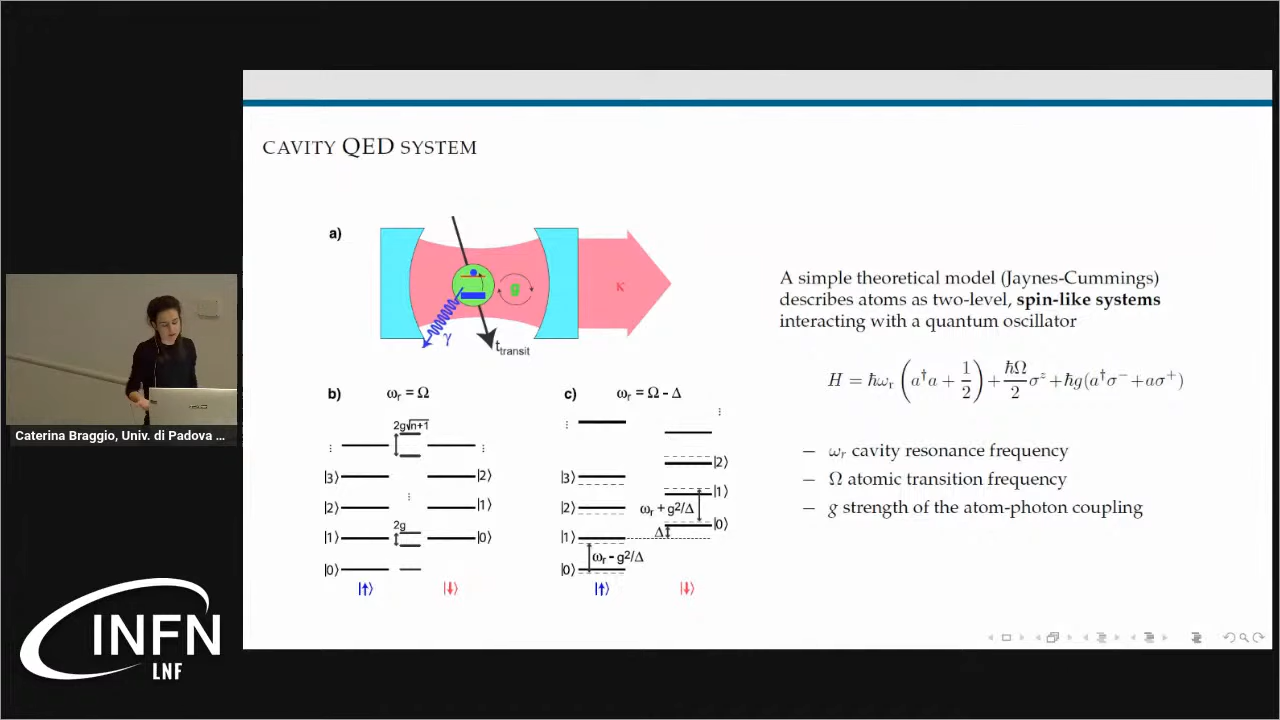 CAVITY QED SYSTEM
a)
g
κ
γ
t_transit
b)
ω_r = Ω
2g√n+1
⋮
⋮
|3⟩
|2⟩
|2⟩
⋮
|1⟩
2g
|1⟩
|0⟩
|0⟩
|↑⟩
|↓⟩
c)
ω_r = Ω - Δ
⋮
⋮
|2⟩
|3⟩
|1⟩
|2⟩
ω_r + g²/Δ
|0⟩
Δ
|1⟩
ω_r - g²/Δ
|0⟩
|↑⟩
|↓⟩
A simple theoretical model (Jaynes-Cummings)
describes atoms as two-level, spin-like systems
interacting with a quantum oscillator
H = ℏω_r (a†a + 1/2) + ℏΩ/2 σ^z + ℏg(a†σ⁻ + aσ⁺)
– ω_r cavity resonance frequency
– Ω atomic transition frequency
– g strength of the atom-photon coupling
Caterina Braggio, Univ. di Padova ...
INFN
LNF